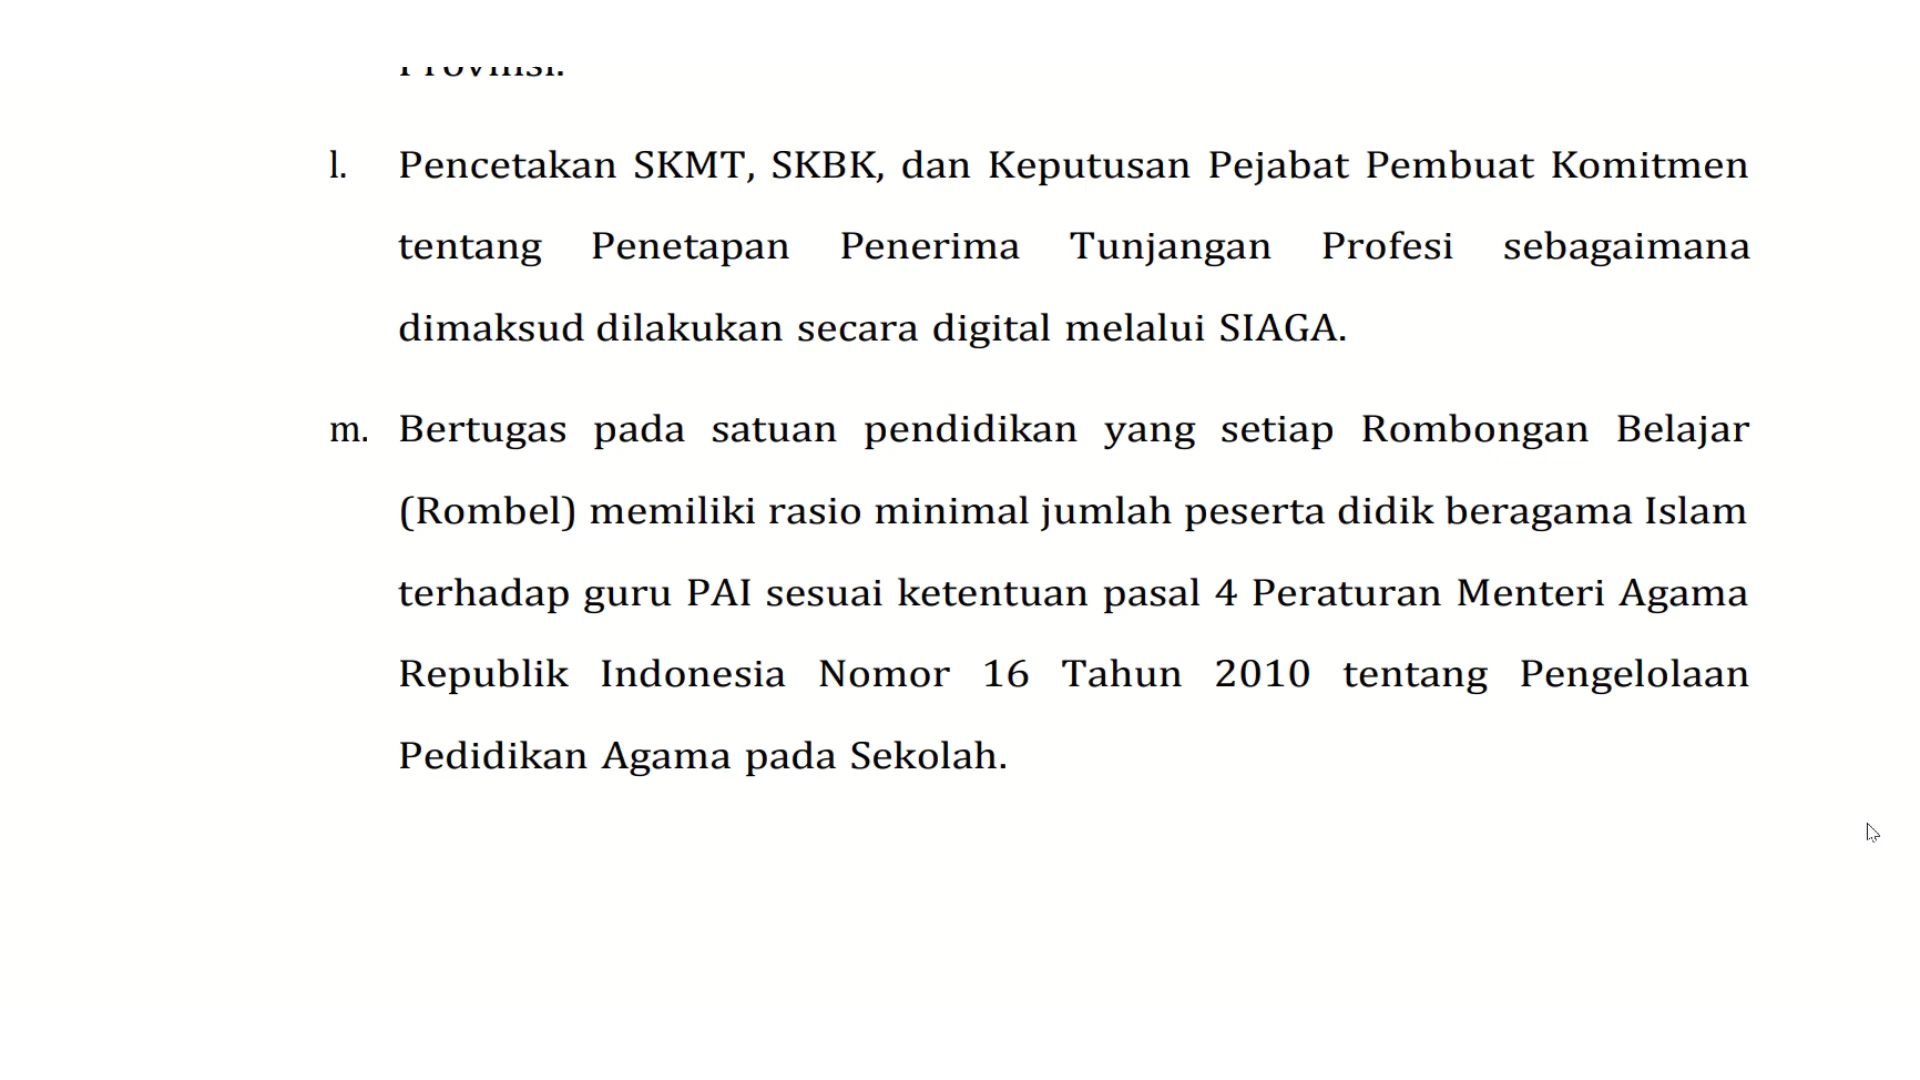 Provinsi.
l. Pencetakan SKMT, SKBK, dan Keputusan Pejabat Pembuat Komitmen
tentang Penetapan Penerima Tunjangan Profesi sebagaimana
dimaksud dilakukan secara digital melalui SIAGA.
m. Bertugas pada satuan pendidikan yang setiap Rombongan Belajar
(Rombel) memiliki rasio minimal jumlah peserta didik beragama Islam
terhadap guru PAI sesuai ketentuan pasal 4 Peraturan Menteri Agama
Republik Indonesia Nomor 16 Tahun 2010 tentang Pengelolaan
Pedidikan Agama pada Sekolah.